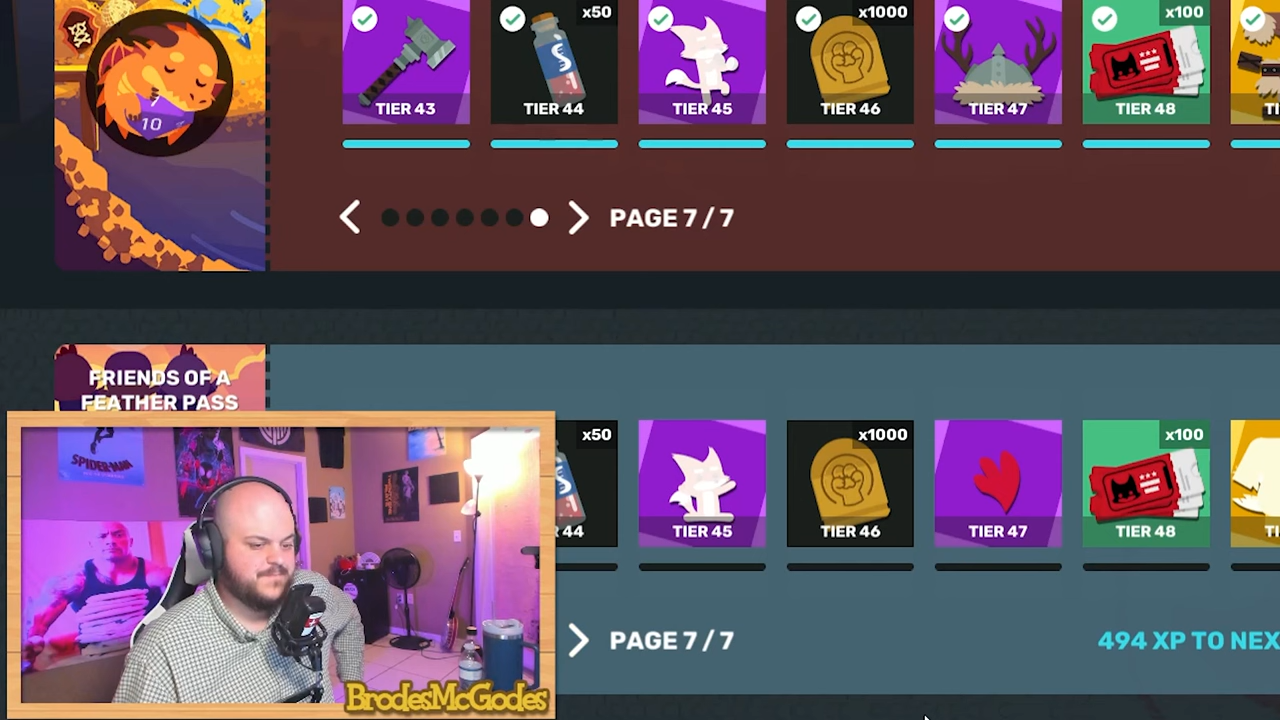 x50
x1000
x100
TIER 43
TIER 44
TIER 45
TIER 46
TIER 47
TIER 48
10
PAGE 7 / 7
FRIENDS OF A
FEATHER PASS
x50
x1000
x100
44
TIER 45
TIER 46
TIER 47
TIER 48
SPIDER-MAN
PAGE 7 / 7
494 XP TO NEX
BrodesMcGodes